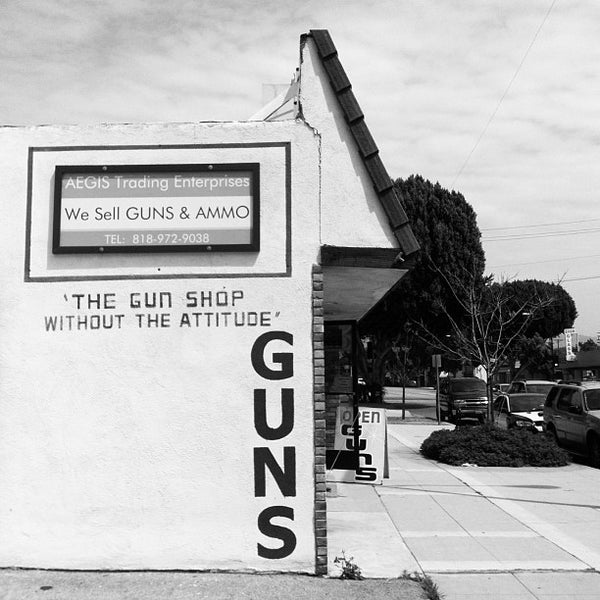 AEGIS Trading Enterprises
We Sell GUNS & AMMO
TEL: 818-972-9038
'THE GUN SHOP
WITHOUT THE ATTITUDE"
GUNS
OPEN
GUNS